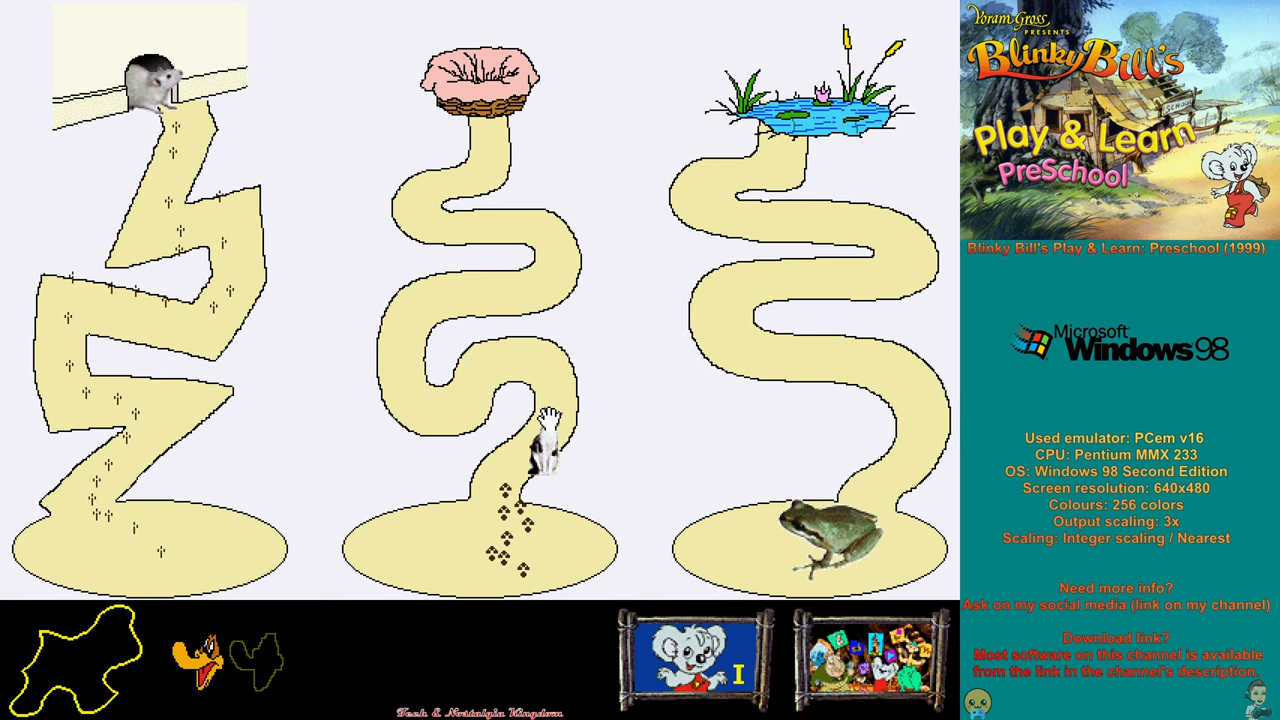 Yoram Gross
PRESENTS
Blinky Bill's
SCHOOL
Play & Learn
PreSchool
Blinky Bill's Play & Learn: Preschool (1999)
Microsoft
Windows 98
Used emulator: PCem v16
CPU: Pentium MMX 233
OS: Windows 98 Second Edition
Screen resolution: 640x480
Colours: 256 colors
Output scaling: 3x
Scaling: Integer scaling / Nearest
Need more info?
Ask on my social media (link on my channel)
Download link?
Most software on this channel is available
from the link in the channel's description.
I
Tech & Nostalgia Kingdom